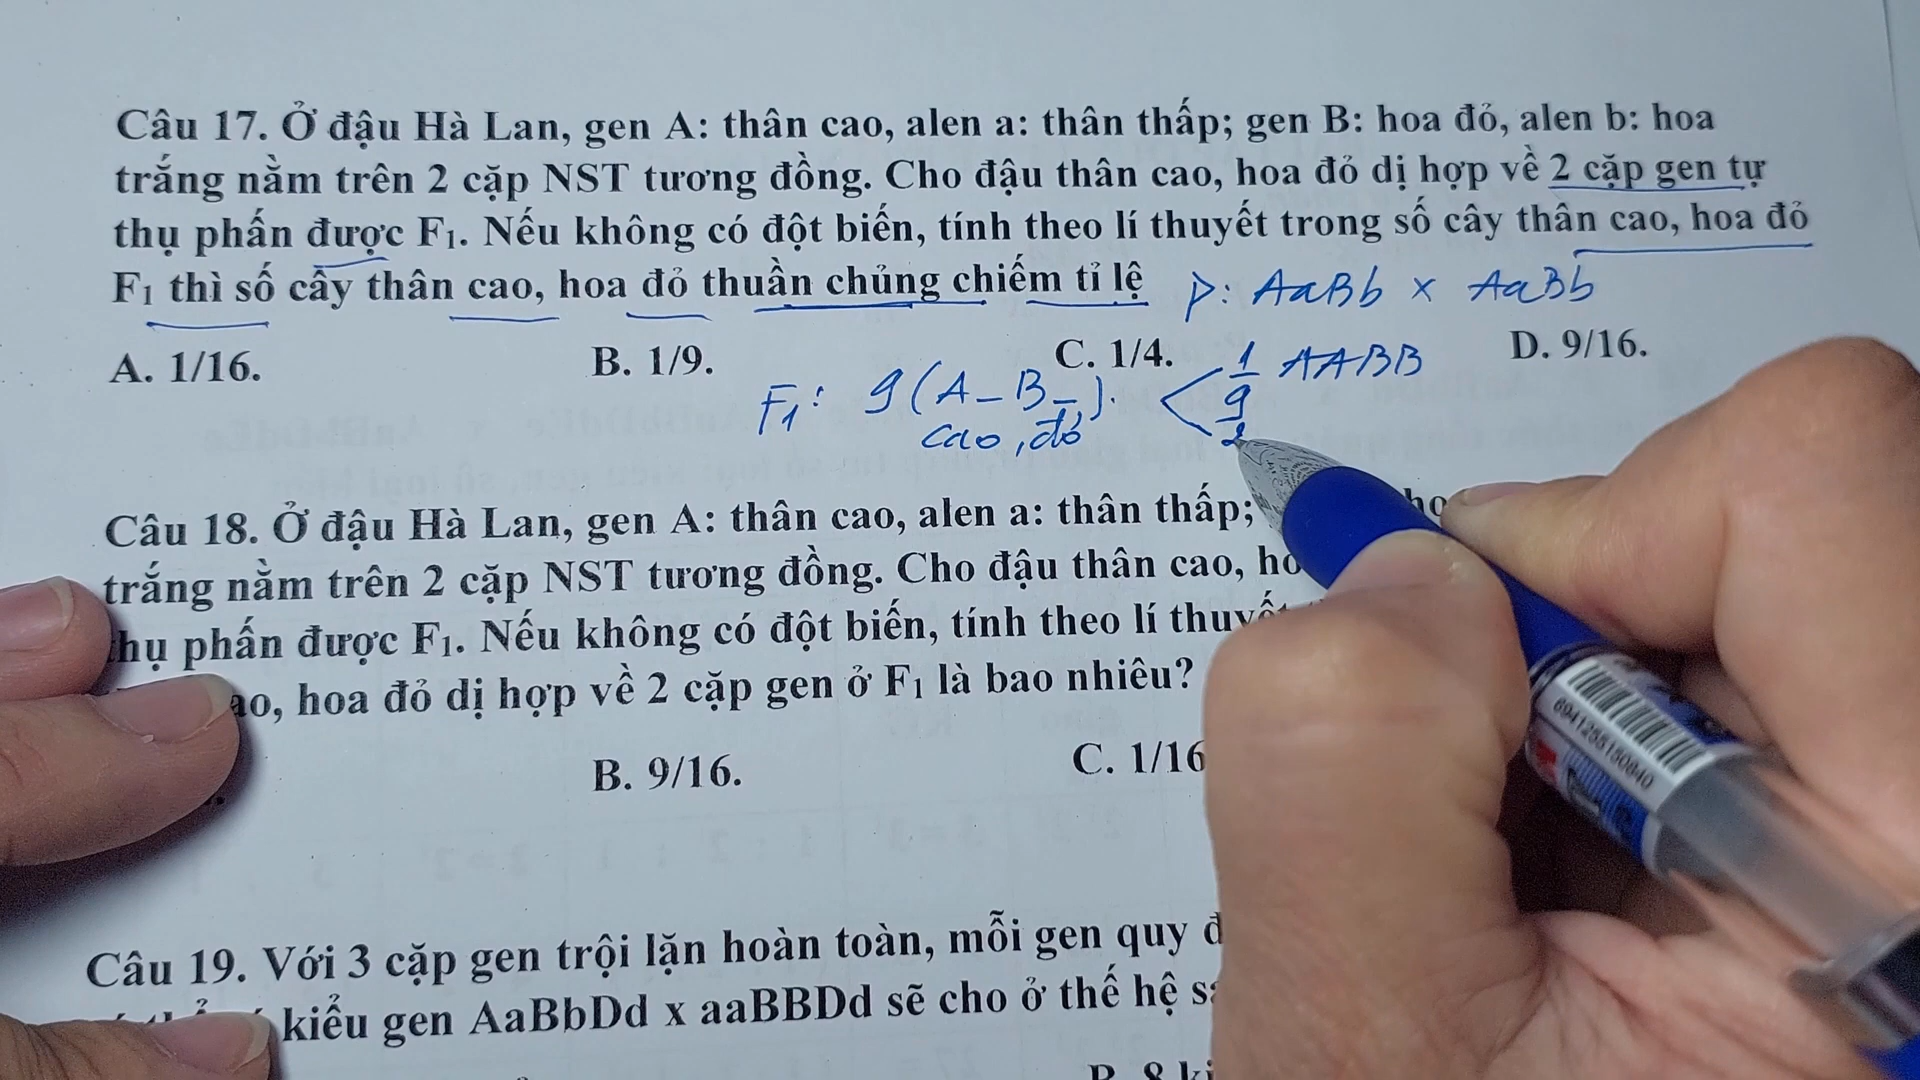 Câu 17. Ở đậu Hà Lan, gen A: thân cao, alen a: thân thấp; gen B: hoa đỏ, alen b: hoa
trắng nằm trên 2 cặp NST tương đồng. Cho đậu thân cao, hoa đỏ dị hợp về 2 cặp gen tự
thụ phấn được F₁. Nếu không có đột biến, tính theo lí thuyết trong số cây thân cao, hoa đỏ
F₁ thì số cây thân cao, hoa đỏ thuần chủng chiếm tỉ lệ P: AaBb × AaBb
A. 1/16. B. 1/9. C. 1/4. D. 9/16.
F₁: 9 (A – B –). 1/9 AABB
cao, đỏ
Câu 18. Ở đậu Hà Lan, gen A: thân cao, alen a: thân thấp;
trắng nằm trên 2 cặp NST tương đồng. Cho đậu thân cao,
thụ phấn được F₁. Nếu không có đột biến, tính theo lí thuyết
hoa đỏ dị hợp về 2 cặp gen ở F₁ là bao nhiêu?
B. 9/16. C. 1/16
Câu 19. Với 3 cặp gen trội lặn hoàn toàn, mỗi gen quy
kiểu gen AaBbDd x aaBBDd sẽ cho ở thế hệ
6941255150840